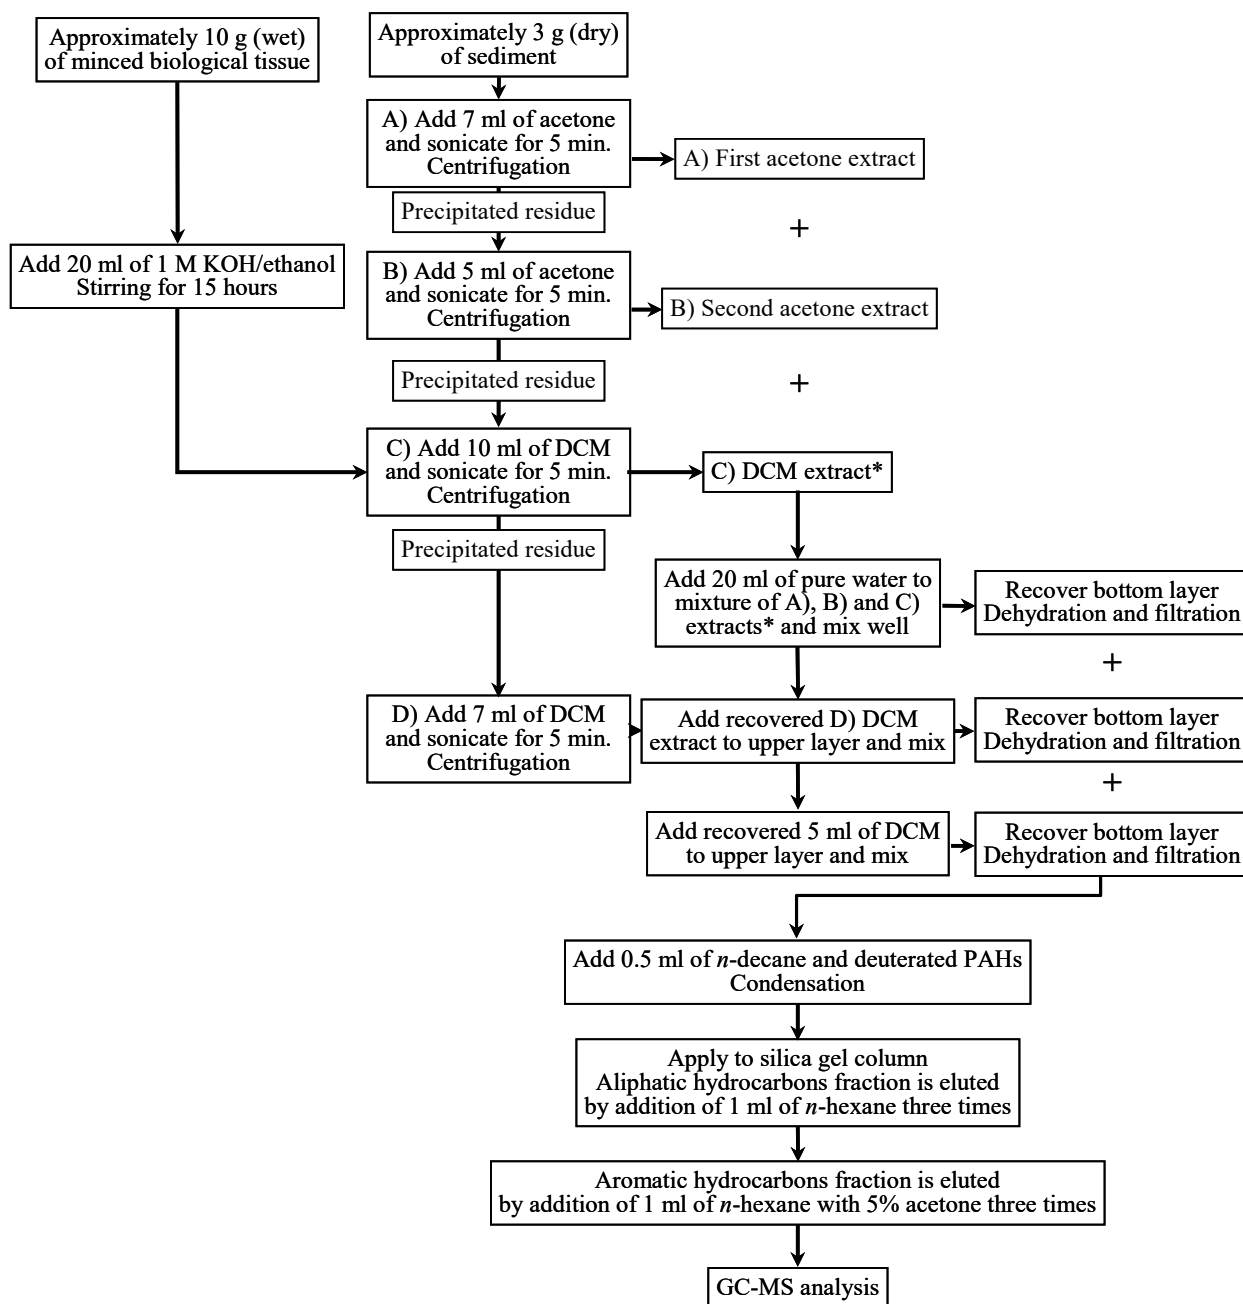 Approximately 10 g (wet)
of minced biological tissue
Approximately 3 g (dry)
of sediment
A) Add 7 ml of acetone
and sonicate for 5 min.
Centrifugation
A) First acetone extract
Precipitated residue
+
Add 20 ml of 1 M KOH/ethanol
Stirring for 15 hours
B) Add 5 ml of acetone
and sonicate for 5 min.
Centrifugation
B) Second acetone extract
Precipitated residue
+
C) Add 10 ml of DCM
and sonicate for 5 min.
Centrifugation
C) DCM extract*
Precipitated residue
Add 20 ml of pure water to
mixture of A), B) and C)
extracts* and mix well
Recover bottom layer
Dehydration and filtration
+
D) Add 7 ml of DCM
and sonicate for 5 min.
Centrifugation
Add recovered D) DCM
extract to upper layer and mix
Recover bottom layer
Dehydration and filtration
+
Add recovered 5 ml of DCM
to upper layer and mix
Recover bottom layer
Dehydration and filtration
Add 0.5 ml of n-decane and deuterated PAHs
Condensation
Apply to silica gel column
Aliphatic hydrocarbons fraction is eluted
by addition of 1 ml of n-hexane three times
Aromatic hydrocarbons fraction is eluted
by addition of 1 ml of n-hexane with 5% acetone three times
GC-MS analysis